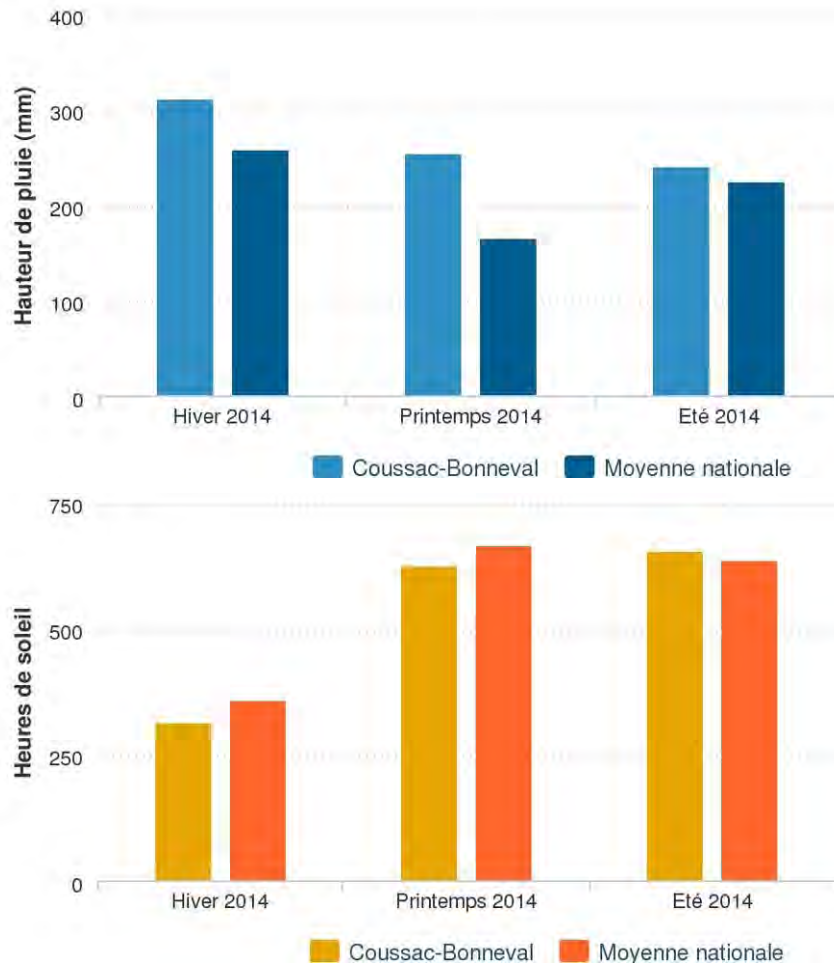 400
300
200
100
0
Hauteur de pluie (mm)
Hiver 2014 Printemps 2014 Eté 2014
Coussac-Bonneval Moyenne nationale
750
500
250
0
Heures de soleil
Hiver 2014 Printemps 2014 Eté 2014
Coussac-Bonneval Moyenne nationale